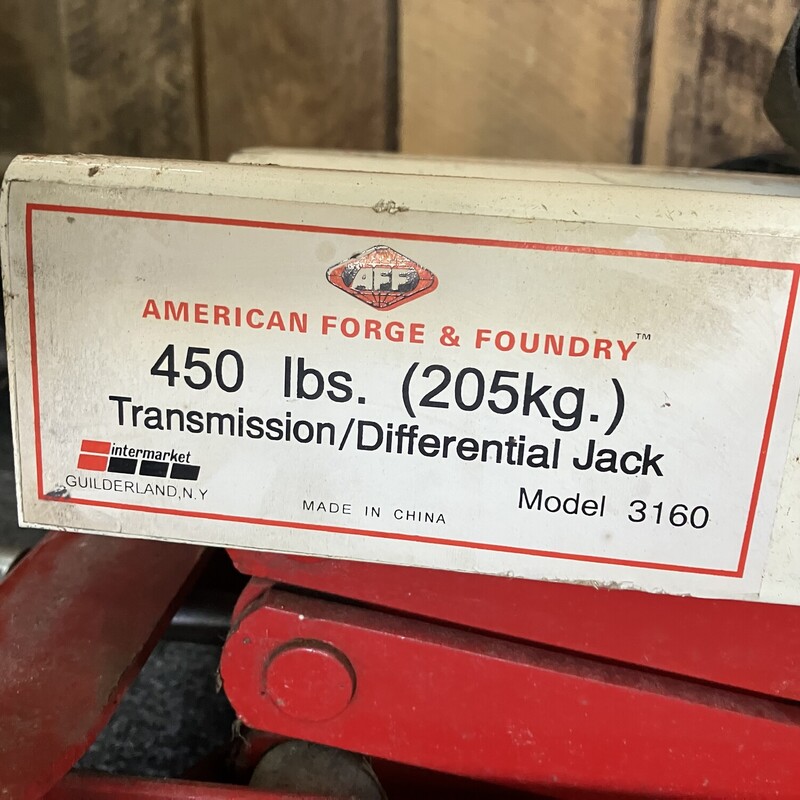 AFF
AMERICAN FORGE & FOUNDRY™
450 lbs. (205kg.)
Transmission/Differential Jack
intermarket
GUILDERLAND,N.Y
MADE IN CHINA
Model 3160